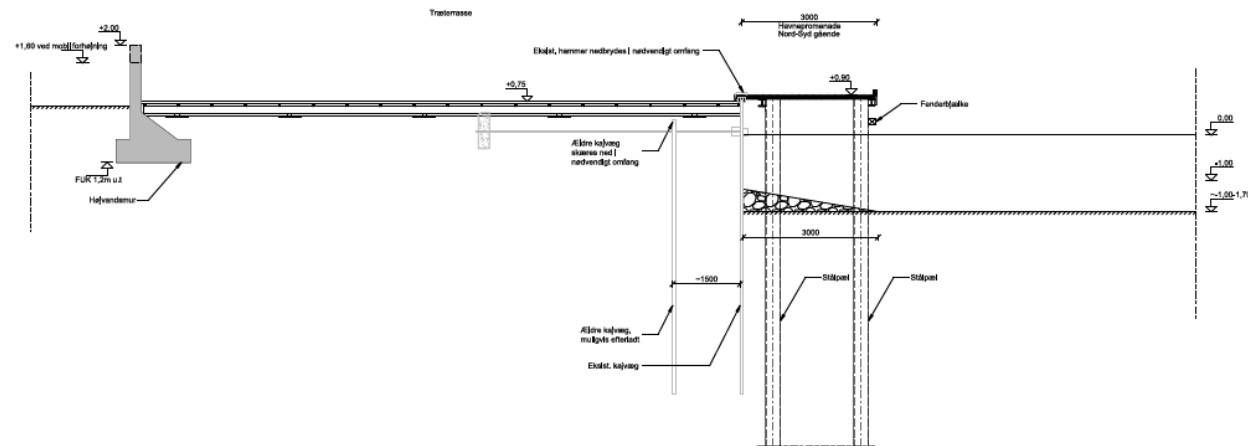 Træterrasse
3000
Havnepromenade
Nord-Syd gående
+2.00
+1,60 ved mobil forhøjning
Eksist. hammer nedbrydes i nødvendigt omfang
+0,75
+0.90
Fenderbjælke
0.00
Ældre kajvæg
skæres ned i
nødvendigt omfang
FUK 1,2m u.t
Højvandsmur
-1.00
~-1,00-1,70
3000
~1500
Stålpæl
Stålpæl
Ældre kajvæg,
muligvis efterladt
Eksist. kajvæg